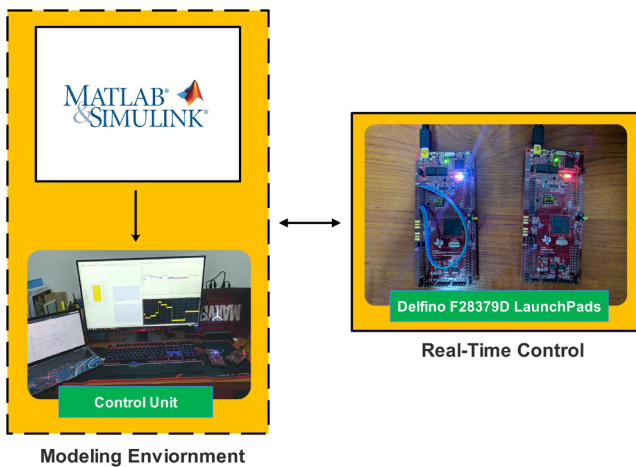 MATLAB®
&SIMULINK®
Control Unit
Modeling Enviornment
Delfino F28379D LaunchPads
Real-Time Control